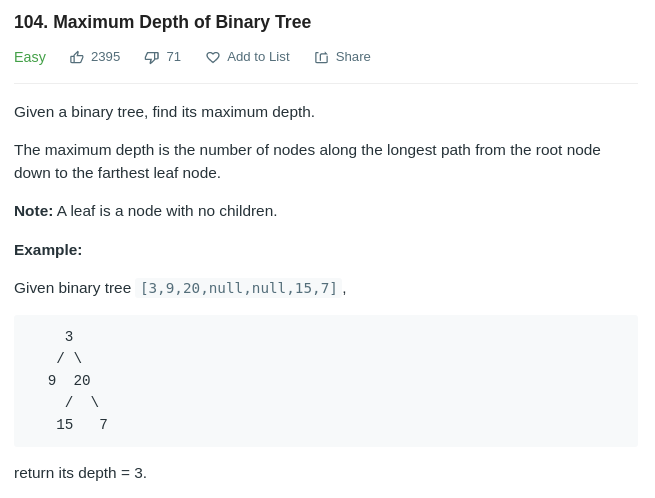 104. Maximum Depth of Binary Tree
Easy 2395 71 Add to List Share
Given a binary tree, find its maximum depth.
The maximum depth is the number of nodes along the longest path from the root node
down to the farthest leaf node.
Note: A leaf is a node with no children.
Example:
Given binary tree [3,9,20,null,null,15,7],
    3
   / \
  9  20
    /  \
   15   7
return its depth = 3.